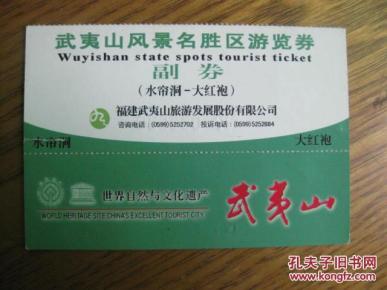 武夷山风景名胜区游览券
Wuyishan state spots tourist ticket
副券
(水帘洞-大红袍)
福建武夷山旅游发展股份有限公司
咨询电话:(0599)5252702 投诉电话:(0599)5252884
水帘洞 大红袍
世界自然与文化遗产
WORLD HERITAGE SITE CHINA'S EXCELLENT TOURIST CITY
武夷山
孔夫子旧书网